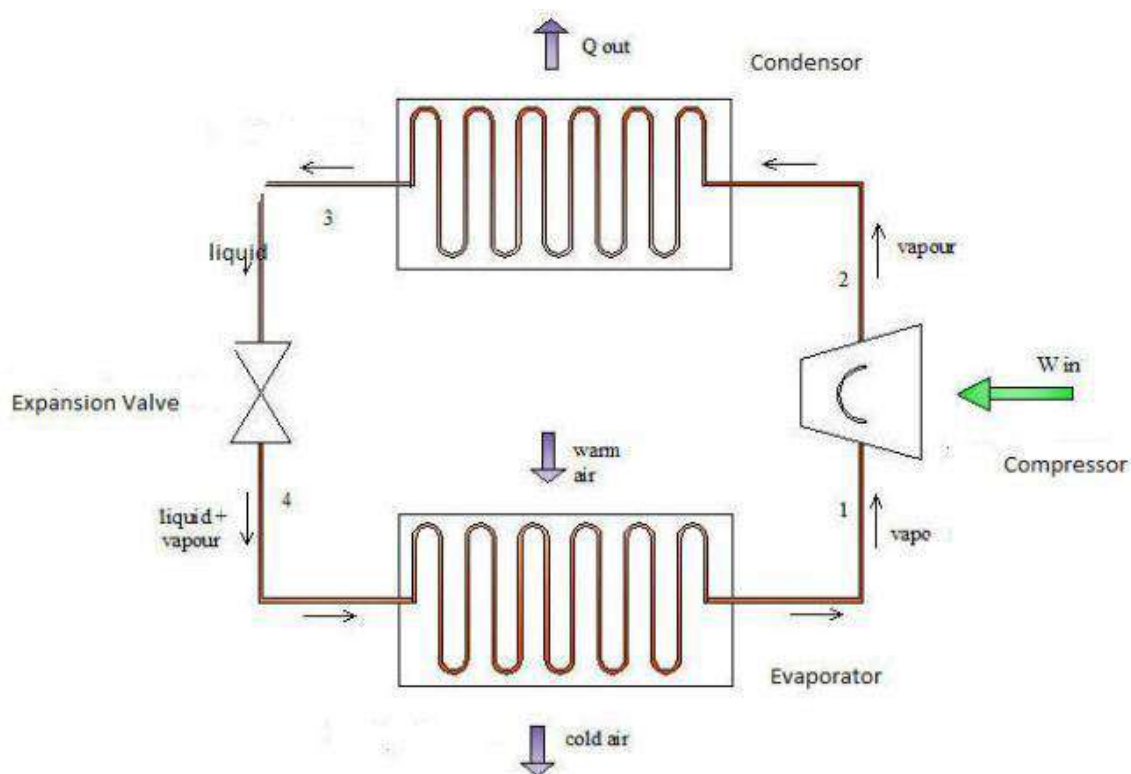 Q out
Condensor
3
liquid
2
vapour
W in
Expansion Valve
Compressor
warm
air
4
liquid +
vapour
1
vapo
Evaporator
cold air